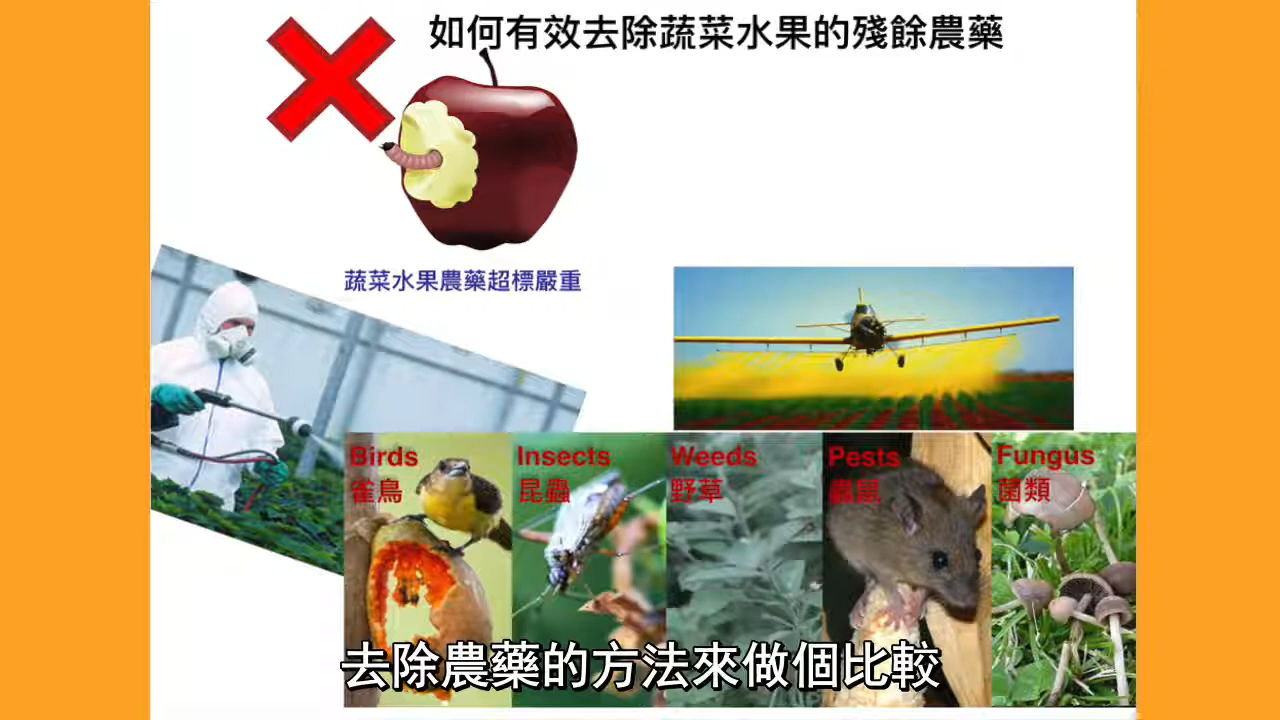 如何有效去除蔬菜水果的殘餘農藥
蔬菜水果農藥超標嚴重
Birds
雀鳥
Insects
昆蟲
Weeds
野草
Pests
蟲鼠
Fungus
菌類
去除農藥的方法來做個比較